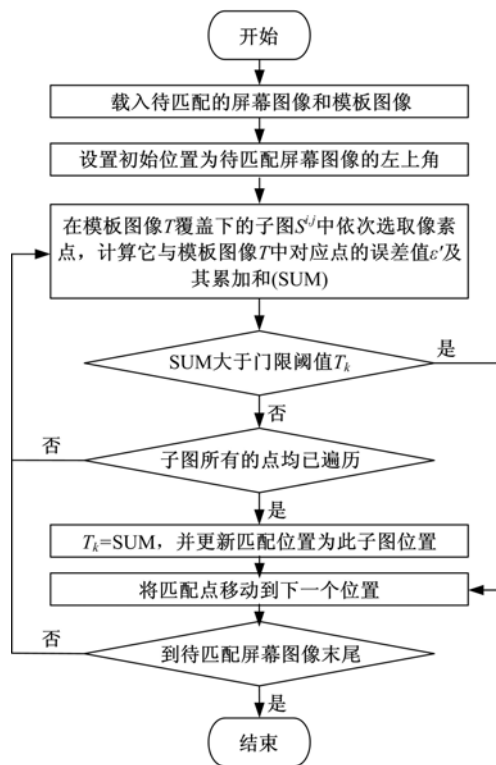 开始
载入待匹配的屏幕图像和模板图像
设置初始位置为待匹配屏幕图像的左上角
在模板图像T覆盖下的子图S^{i,j}中依次选取像素
点，计算它与模板图像T中对应点的误差值ε′及
其累加和(SUM)
SUM大于门限阈值T_k
是
否
子图所有的点均已遍历
否
是
T_k=SUM，并更新匹配位置为此子图位置
将匹配点移动到下一个位置
否
到待匹配屏幕图像末尾
是
结束